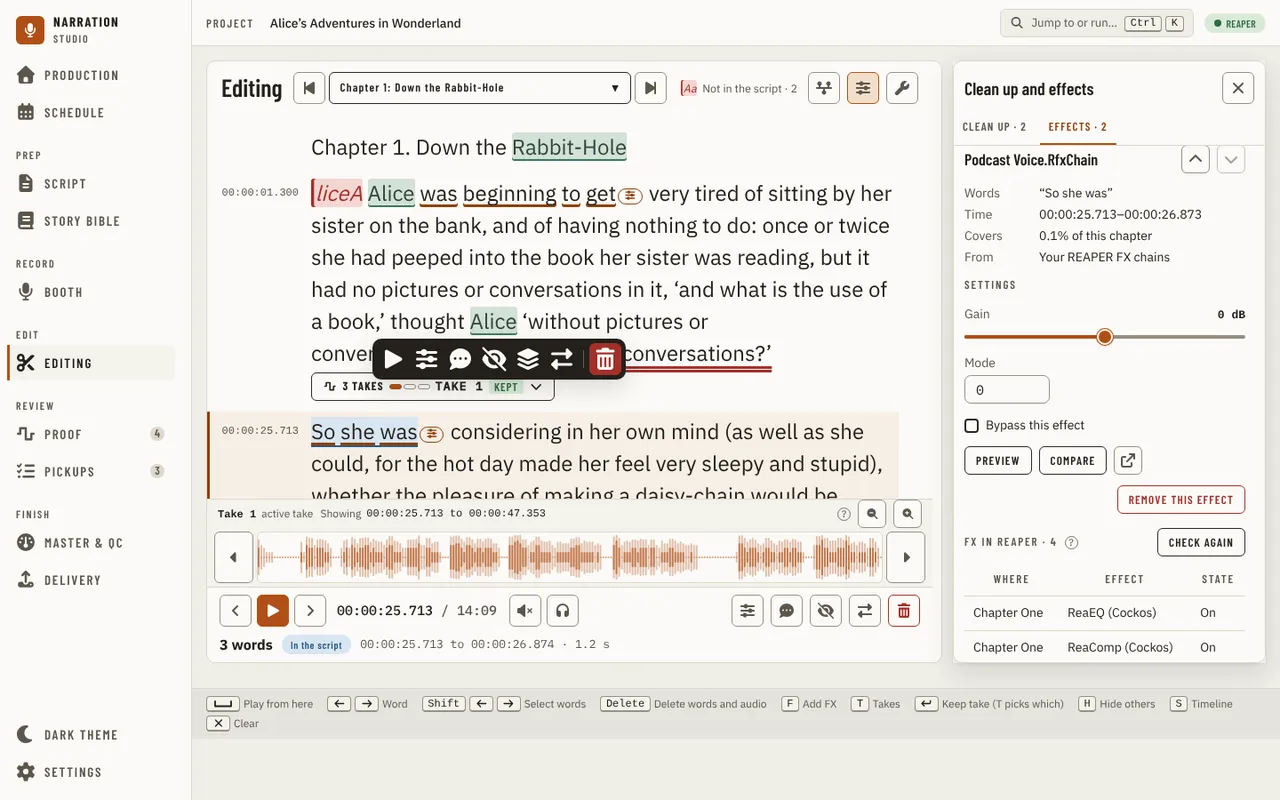 NARRATION
STUDIO
PRODUCTION
SCHEDULE
PREP
SCRIPT
STORY BIBLE
RECORD
BOOTH
EDIT
EDITING
REVIEW
PROOF 4
PICKUPS 3
FINISH
MASTER & QC
DELIVERY
DARK THEME
SETTINGS
PROJECT Alice's Adventures in Wonderland
Jump to or run... Ctrl K
REAPER
Editing
Chapter 1: Down the Rabbit-Hole
Aa Not in the script · 2
Chapter 1. Down the Rabbit-Hole
00:00:01.300 liceA Alice was beginning to get very tired of sitting by her
sister on the bank, and of having nothing to do: once or twice
she had peeped into the book her sister was reading, but it
had no pictures or conversations in it, ‘and what is the use of
a book,’ thought Alice ‘without pictures or
conver conversations?’
3 TAKES TAKE 1 KEPT
00:00:25.713 So she was considering in her own mind (as well as she
could, for the hot day made her feel very sleepy and stupid),
whether the pleasure of making a daisy-chain would be
Take 1 active take Showing 00:00:25.713 to 00:00:47.353 ?
00:00:25.713 / 14:09
3 words In the script 00:00:25.713 to 00:00:26.874 · 1.2 s
Clean up and effects
CLEAN UP · 2 EFFECTS · 2
Podcast Voice.RfxChain
Words “So she was”
Time 00:00:25.713–00:00:26.873
Covers 0.1% of this chapter
From Your REAPER FX chains
SETTINGS
Gain 0 dB
Mode
0
Bypass this effect
PREVIEW COMPARE
REMOVE THIS EFFECT
FX IN REAPER · 4 ? CHECK AGAIN
WHERE EFFECT STATE
Chapter One ReaEQ (Cockos) On
Chapter One ReaComp (Cockos) On
Play from here Word Shift Select words Delete Delete words and audio F Add FX T Takes Keep take (T picks which) H Hide others S Timeline
Clear